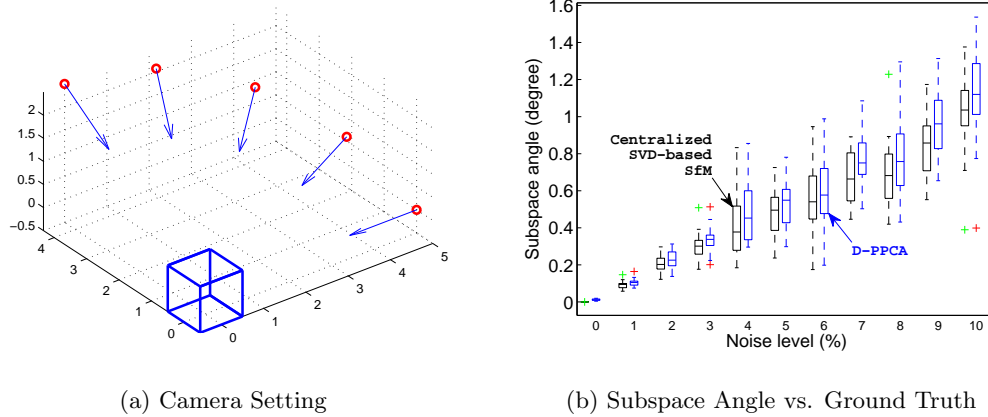 2
1.5
1
0.5
0
−0.5
4
3
2
1
0
0
1
2
3
4
5
(a) Camera Setting
1.6
1.4
1.2
1
0.8
0.6
0.4
0.2
0
Subspace angle (degree)
Centralized
SVD-based
SfM
D-PPCA
0 1 2 3 4 5 6 7 8 9 10
Noise level (%)
(b) Subspace Angle vs. Ground Truth